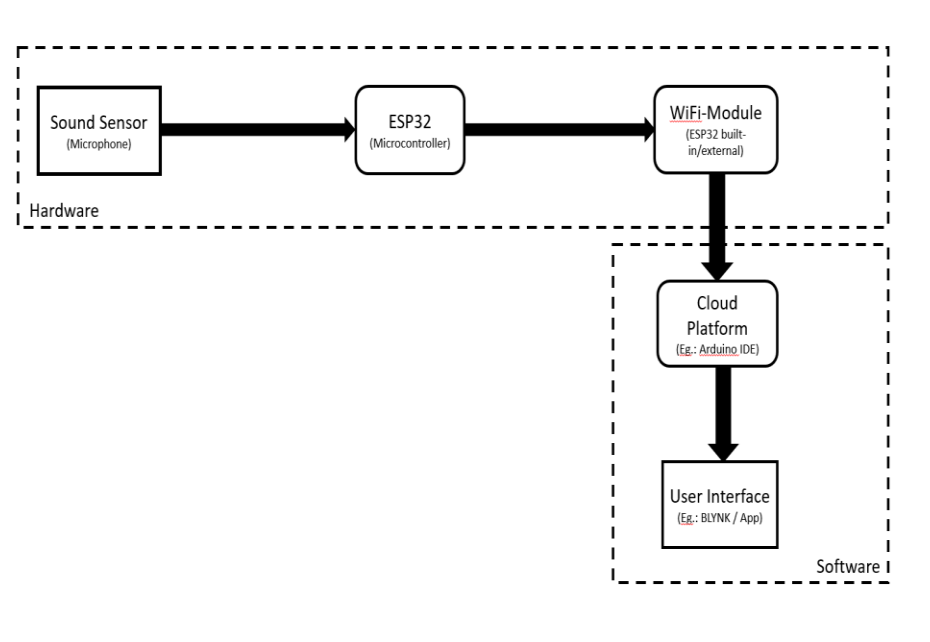 Sound Sensor
(Microphone)
ESP32
(Microcontroller)
WiFi-Module
(ESP32 built-
in/external)
Hardware
Cloud
Platform
(Eg.: Arduino IDE)
User Interface
(Eg.: BLYNK / App)
Software